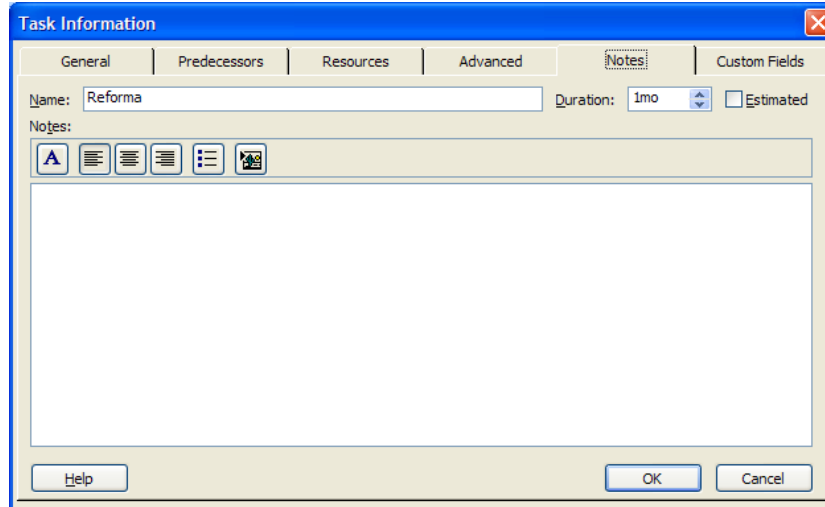 Task Information
General Predecessors Resources Advanced Notes Custom Fields
Name: Reforma Duration: 1mo Estimated
Notes:
A
Help OK Cancel